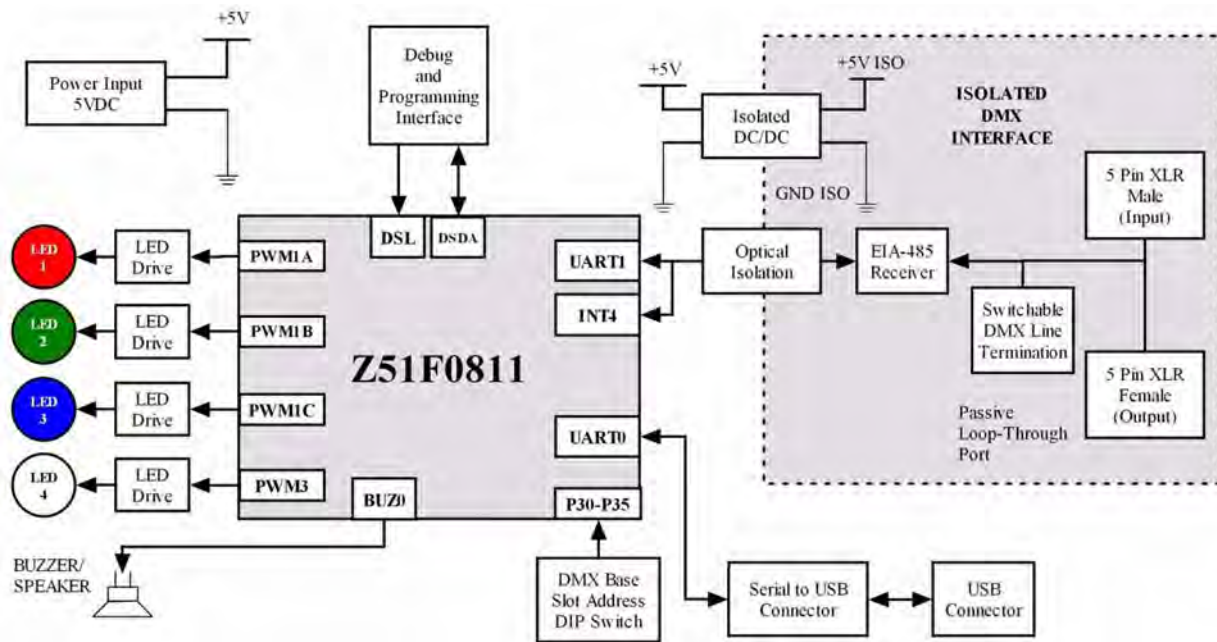 +5V
Power Input
5VDC
Debug
and
Programming
Interface
+5V
+5V ISO
Isolated
DC/DC
GND ISO
ISOLATED
DMX
INTERFACE
5 Pin XLR
Male
(Input)
LED
1
LED
Drive
PWM1A
DSL
DSDA
UART1
Optical
Isolation
EIA-485
Receiver
INT4
Switchable
DMX Line
Termination
LED
2
LED
Drive
PWM1B
Z51F0811
LED
3
LED
Drive
PWM1C
5 Pin XLR
Female
(Output)
Passive
Loop-Through
Port
UART0
LED
4
LED
Drive
PWM3
BUZ0
P30-P35
BUZZER/
SPEAKER
DMX Base
Slot Address
DIP Switch
Serial to USB
Connector
USB
Connector